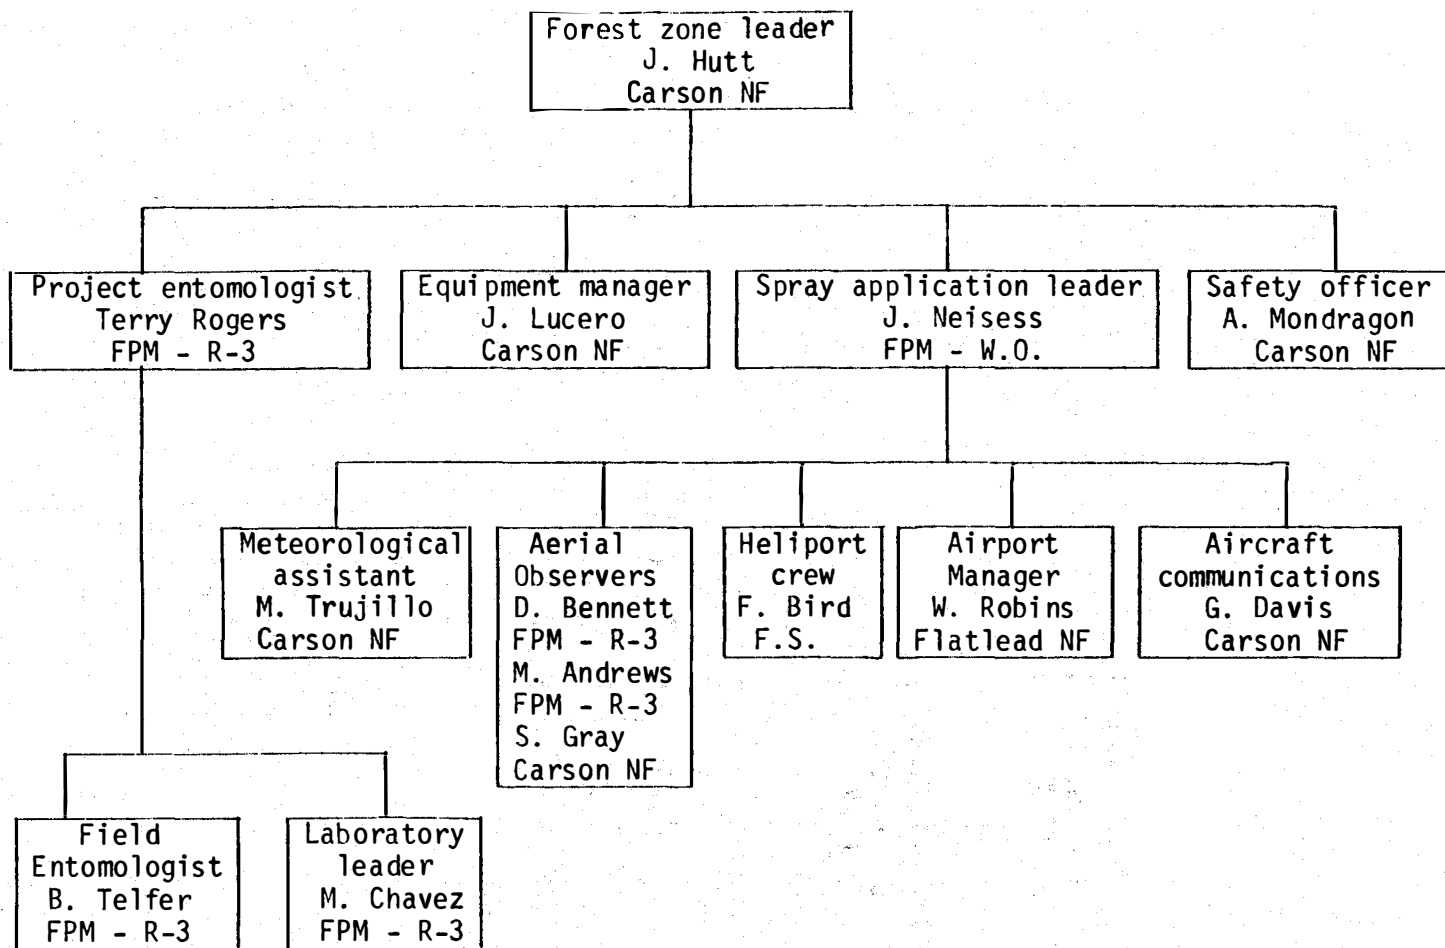 Forest zone leader
J. Hutt
Carson NF
Project entomologist
Terry Rogers
FPM - R-3
Equipment manager
J. Lucero
Carson NF
Spray application leader
J. Neisess
FPM - W.O.
Safety officer
A. Mondragon
Carson NF
Meteorological
assistant
M. Trujillo
Carson NF
Aerial
Observers
D. Bennett
FPM - R-3
M. Andrews
FPM - R-3
S. Gray
Carson NF
Heliport
crew
F. Bird
F.S.
Airport
Manager
W. Robins
Flatlead NF
Aircraft
communications
G. Davis
Carson NF
Field
Entomologist
B. Telfer
FPM - R-3
Laboratory
leader
M. Chavez
FPM - R-3